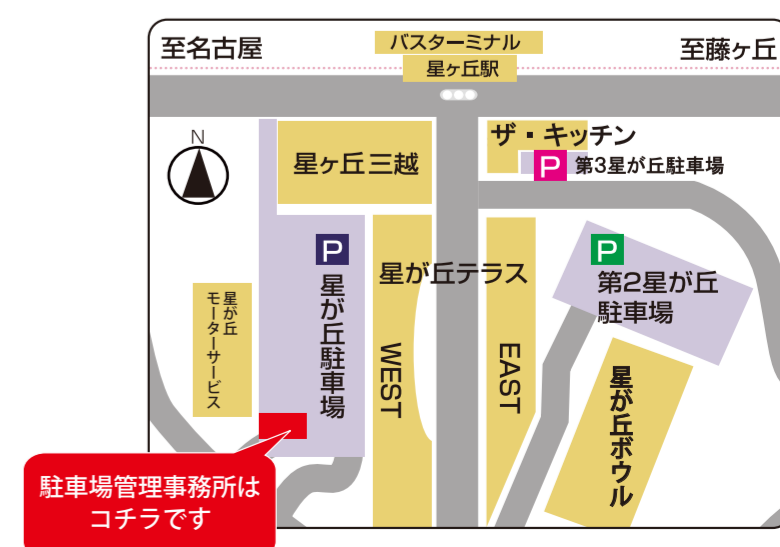 至名古屋
バスターミナル
至藤ヶ丘
星ヶ丘駅
N
星ヶ丘三越
ザ・キッチン
P 第3星が丘駐車場
P
星が丘駐車場
星が丘テラス
WEST
EAST
P
第2星が丘
駐車場
星が丘
モーターサービス
星が丘ボウル
駐車場管理事務所は
コチラです